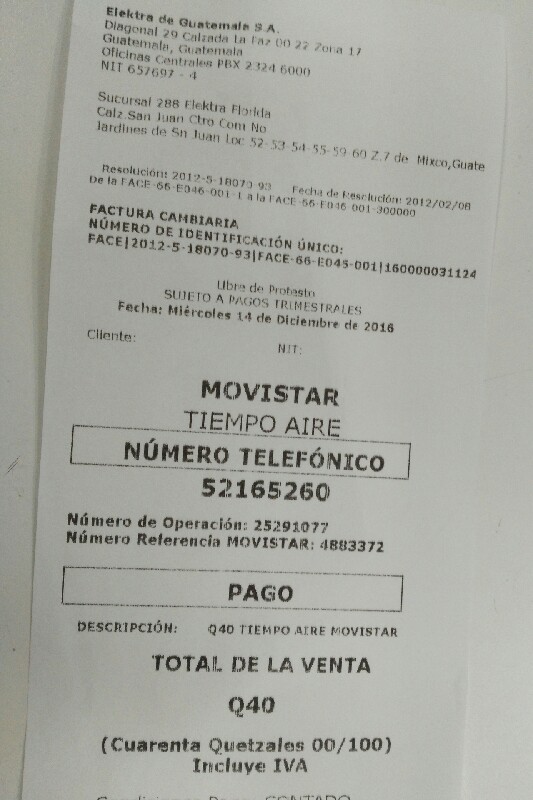 Elektra de Guatemala S.A.
Diagonal 29 Calzada La Paz 00 22 Zona 17
Guatemala, Guatemala
Oficinas Centrales PBX 2324 6000
NIT 657697 - 4
Sucursal 288 Elektra Florida
Calz.San Juan Ctro Com No
Jardines de Sn Juan Loc 52-53-54-55-59-60 Z.7 de Mixco,Guate
Resolución: 2012-5-18070-93 Fecha de Resolución: 2012/02/08
De la FACE-66-E046-001-1 a la FACE-66-E046-001-300000
FACTURA CAMBIARIA
NÚMERO DE IDENTIFICACIÓN ÚNICO:
FACE|2012-5-18070-93|FACE-66-E045-001|160000031124
Libre de Protesto
SUJETO A PAGOS TRIMESTRALES
Fecha: Miércoles 14 de Diciembre de 2016
Cliente: NIT:
MOVISTAR
TIEMPO AIRE
NÚMERO TELEFÓNICO
52165260
Número de Operación: 25291077
Número Referencia MOVISTAR: 4883372
PAGO
DESCRIPCIÓN: Q40 TIEMPO AIRE MOVISTAR
TOTAL DE LA VENTA
Q40
(Cuarenta Quetzales 00/100)
Incluye IVA